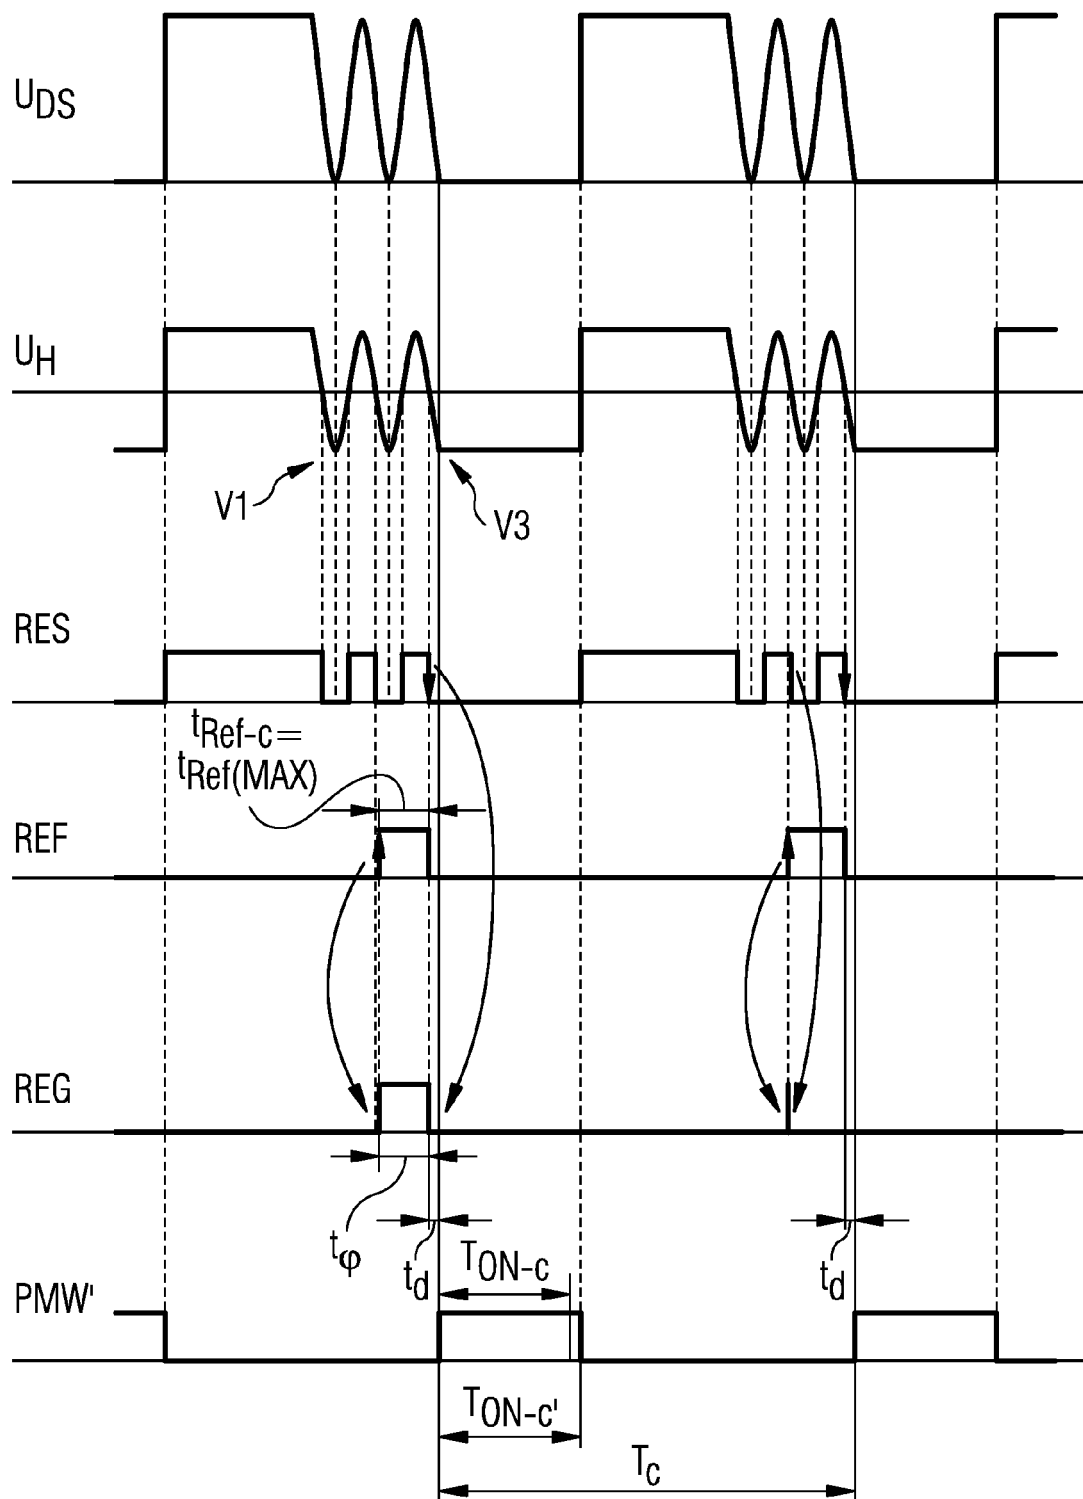 UDS
UH
V1
V3
RES
tRef-c=
tRef(MAX)
REF
REG
tφ
td
TON-c
td
PMW'
TON-c'
Tc